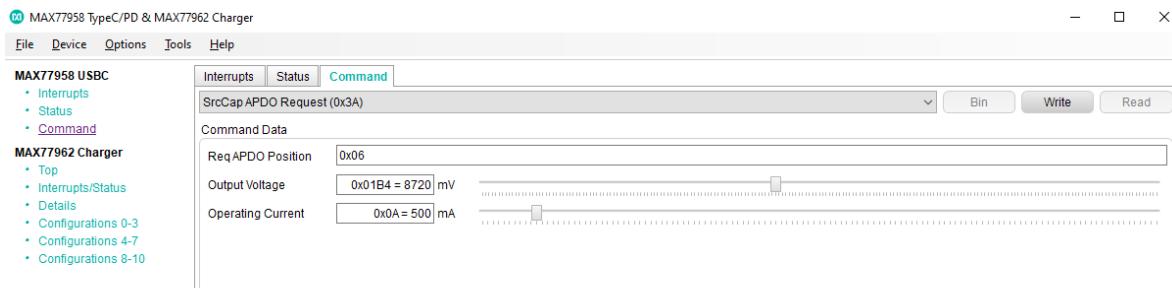 MAX77958 TypeC/PD & MAX77962 Charger
File Device Options Tools Help
MAX77958 USBC
• Interrupts
• Status
• Command
MAX77962 Charger
• Top
• Interrupts/Status
• Details
• Configurations 0-3
• Configurations 4-7
• Configurations 8-10
Interrupts Status Command
SrcCap APDO Request (0x3A) Bin Write Read
Command Data
Req APDO Position 0x06
Output Voltage 0x01B4 = 8720 mV
Operating Current 0x0A = 500 mA